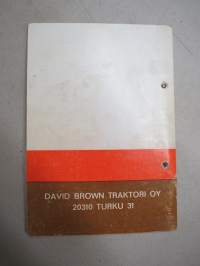 DAVID BROWN TRAKTORI OY
20310 TURKU 31